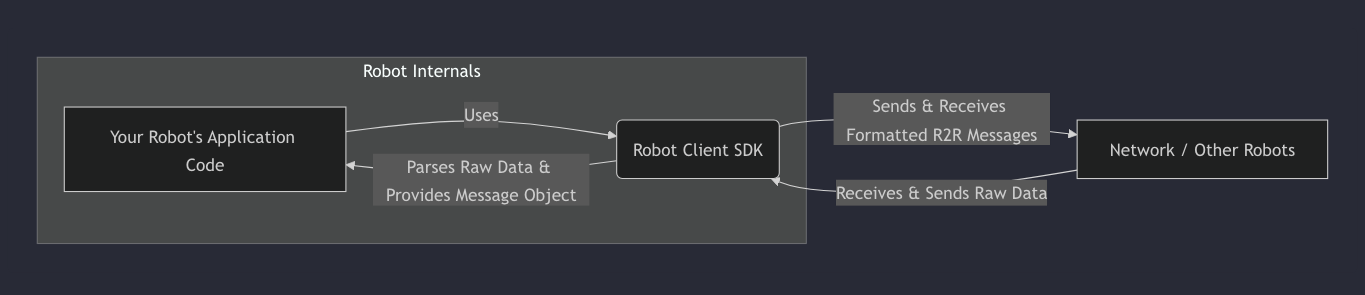 Robot Internals
Your Robot's Application
Code
Uses
Parses Raw Data &
Provides Message Object
Robot Client SDK
Sends & Receives
Formatted R2R Messages
Receives & Sends Raw Data
Network / Other Robots